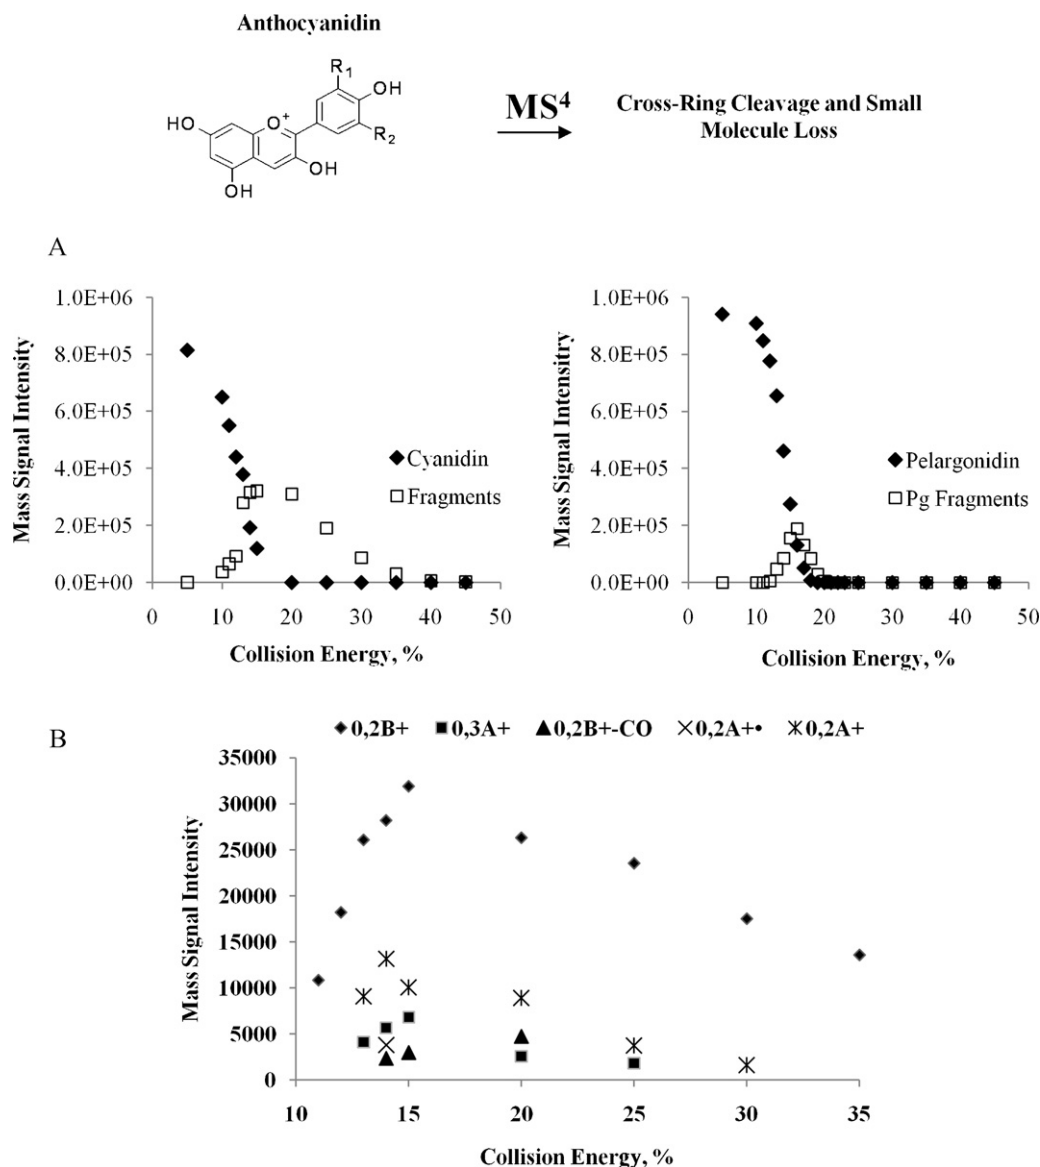 Anthocyanidin
R1
OH
HO
O+
R2
OH
OH
MS4
Cross-Ring Cleavage and Small
Molecule Loss
A
1.0E+06
8.0E+05
6.0E+05
4.0E+05
2.0E+05
0.0E+00
Mass Signal Intensity
Cyanidin
Fragments
0 10 20 30 40 50
Collision Energy, %
1.0E+06
8.0E+05
6.0E+05
4.0E+05
2.0E+05
0.0E+00
Mass Signal Intensitry
Pelargonidin
Pg Fragments
0 10 20 30 40 50
Collision Energy, %
B
0,2B+ 0,3A+ 0,2B+-CO 0,2A+• 0,2A+
35000
30000
25000
20000
15000
10000
5000
0
Mass Signal Intensity
10 15 20 25 30 35
Collision Energy, %